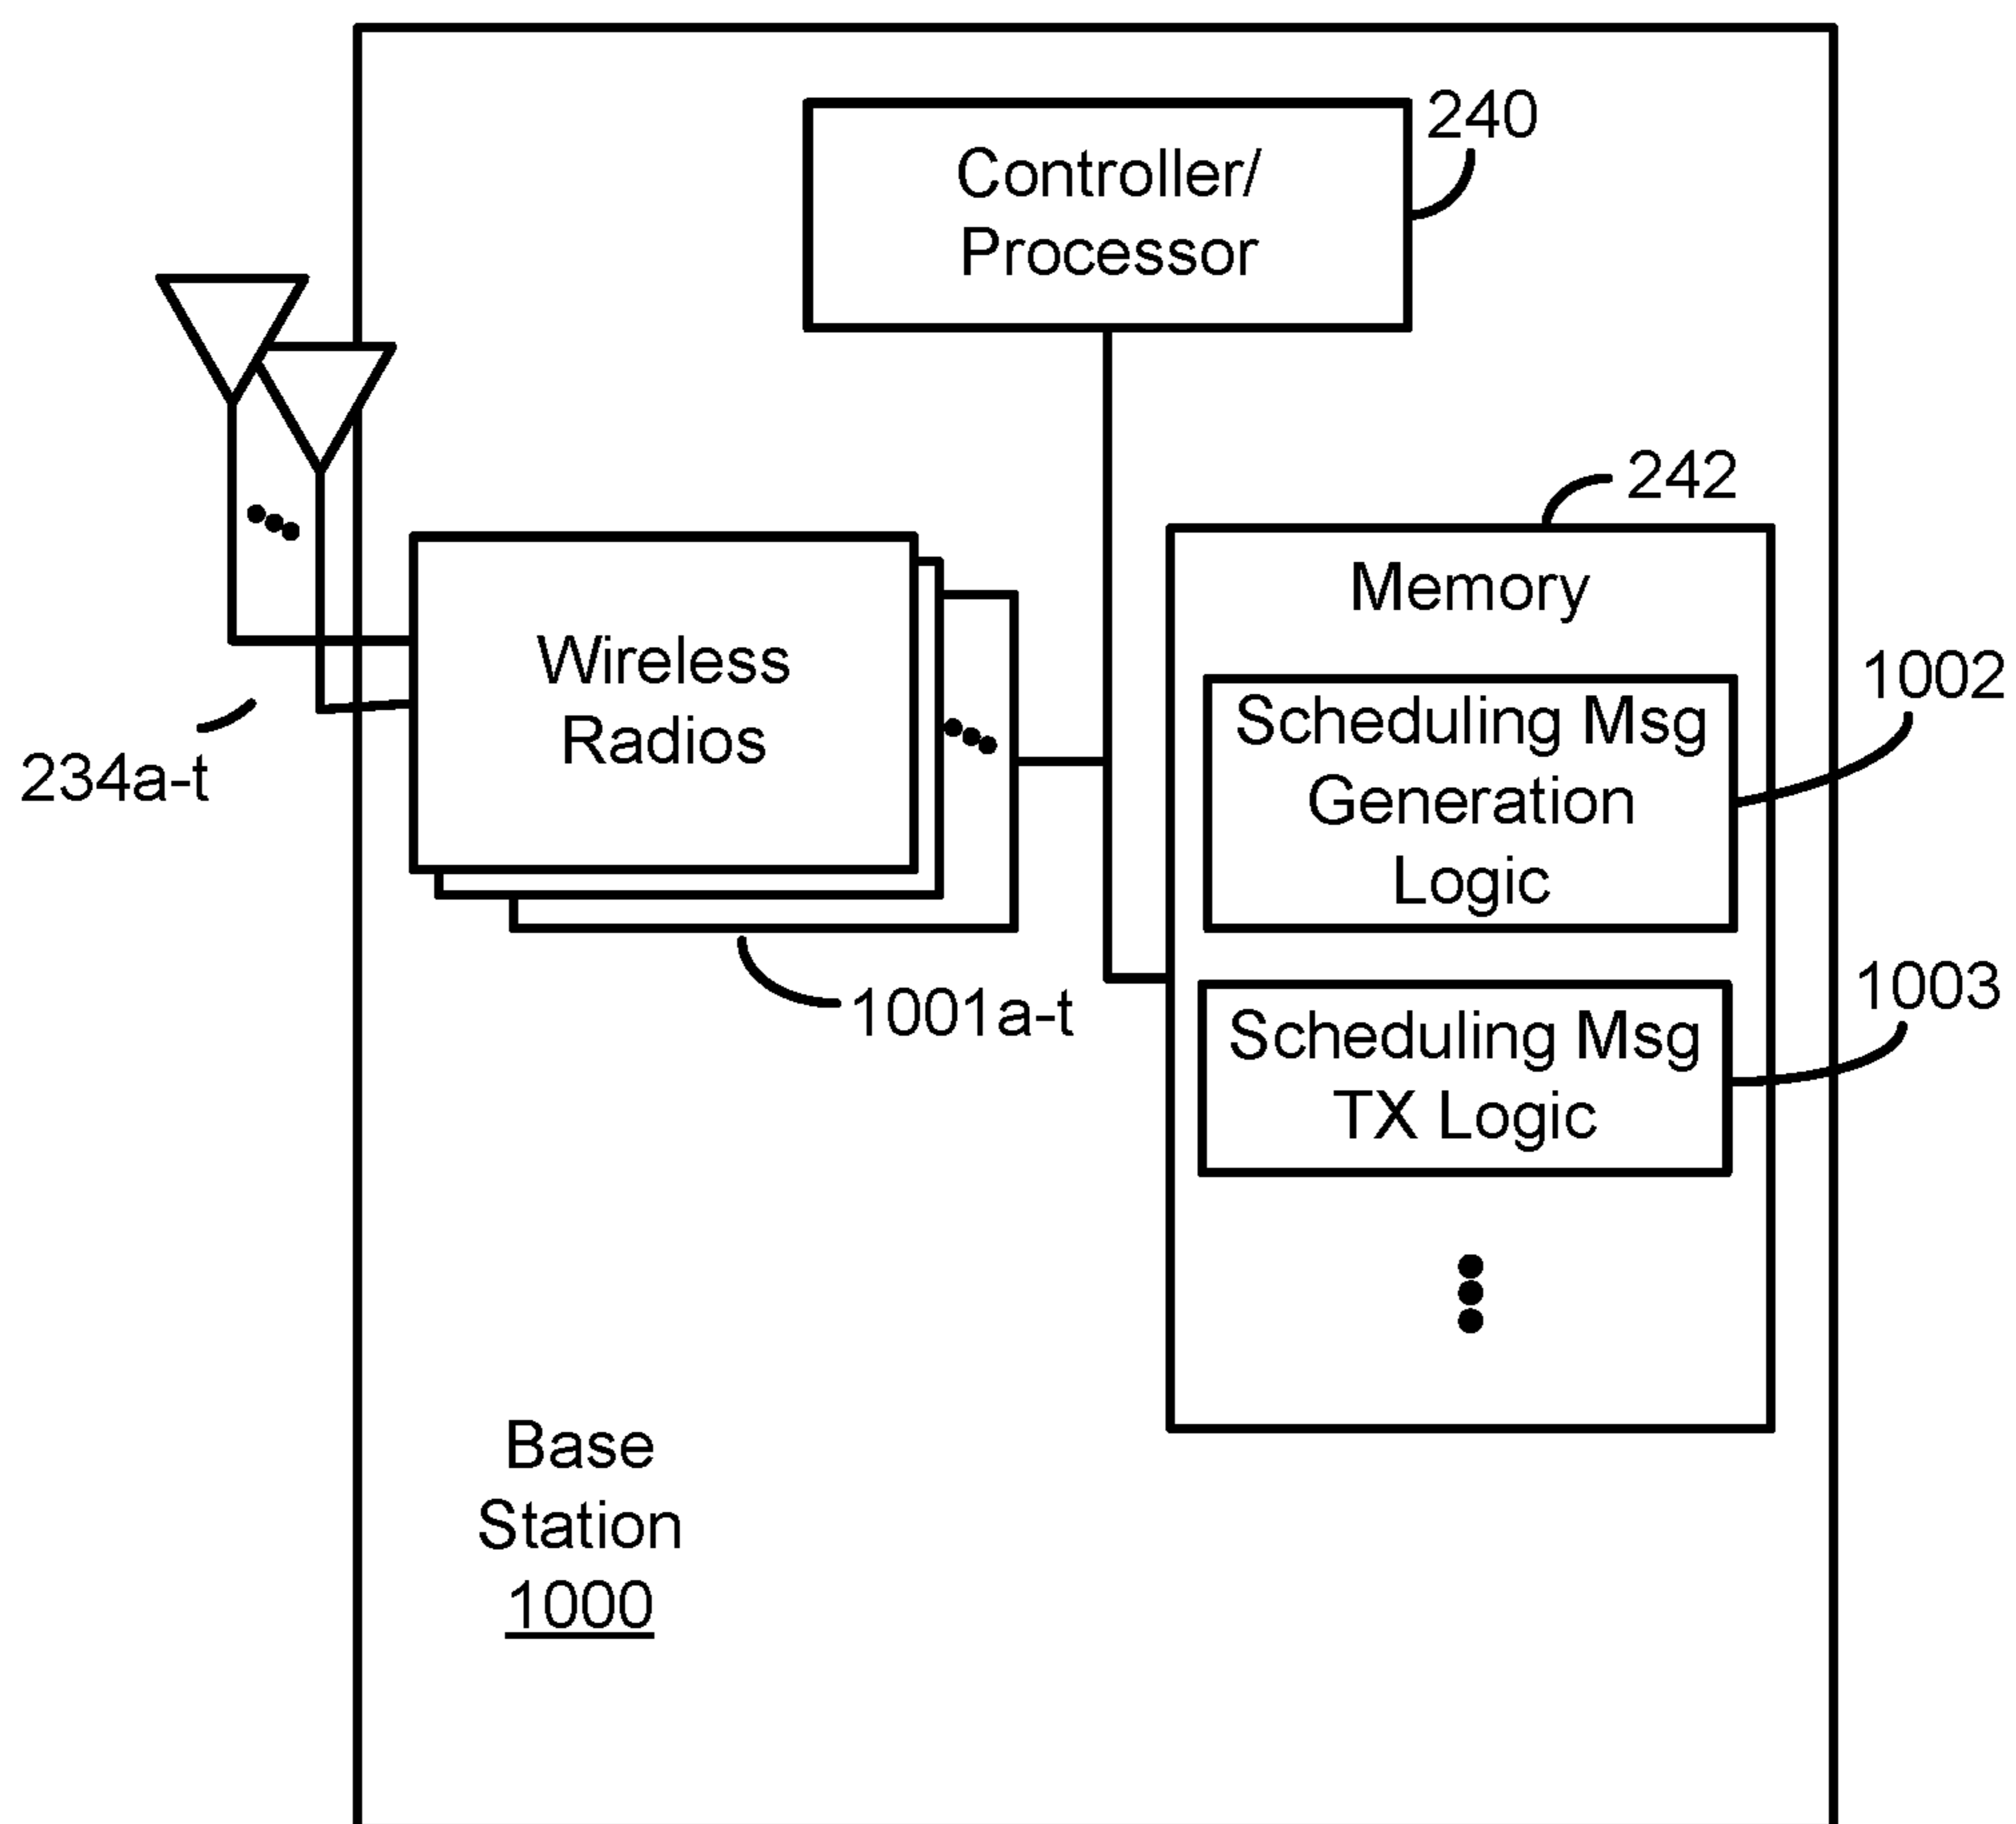 240
Controller/
Processor
242
Memory
Wireless
Radios
234a-t
1001a-t
Scheduling Msg
Generation
Logic
1002
Scheduling Msg
TX Logic
1003
Base
Station
1000